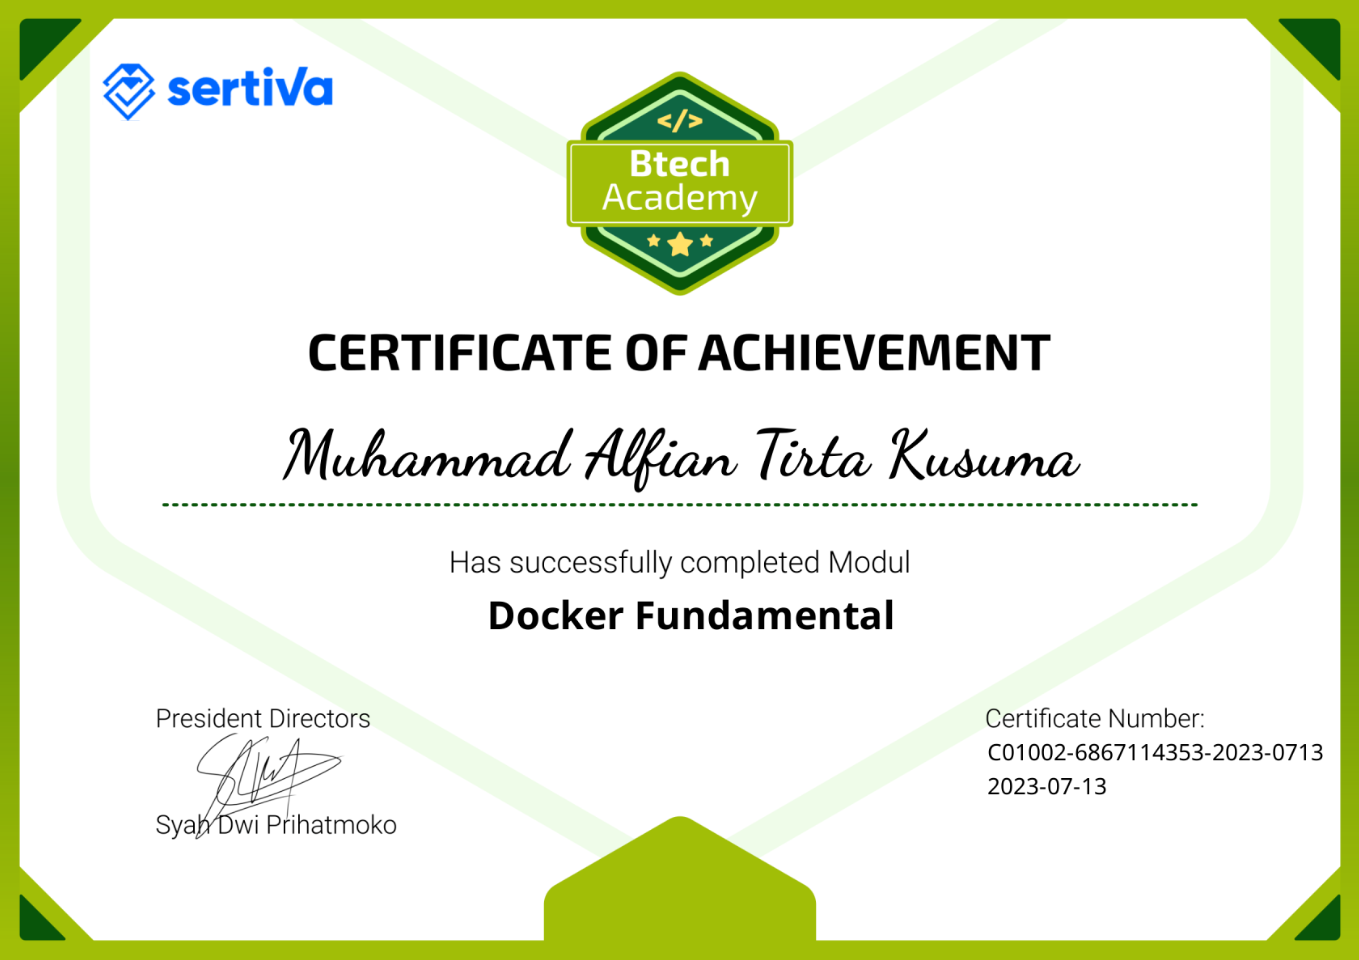 sertiVa
</>
Btech
Academy
CERTIFICATE OF ACHIEVEMENT
Muhammad Alfian Tirta Kusuma
Has successfully completed Modul
Docker Fundamental
President Directors
Syah Dwi Prihatmoko
Certificate Number:
C01002-6867114353-2023-0713
2023-07-13